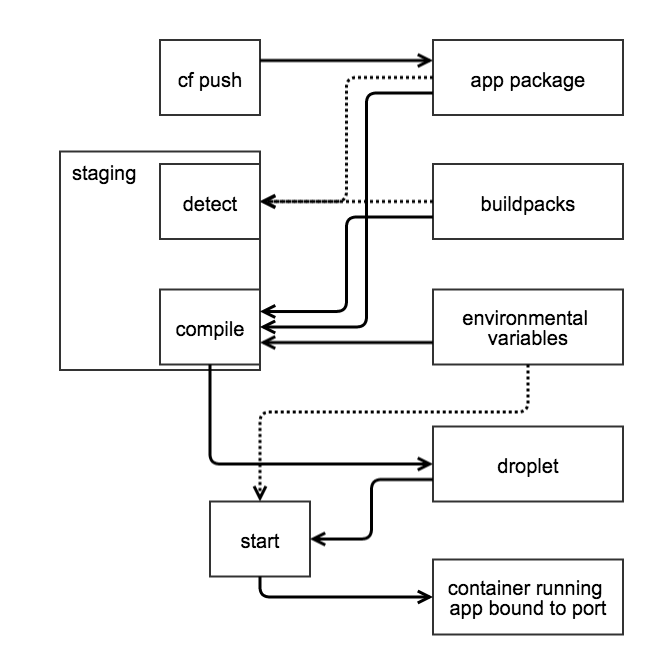 cf push
app package
staging
detect
buildpacks
compile
environmental
variables
droplet
start
container running
app bound to port